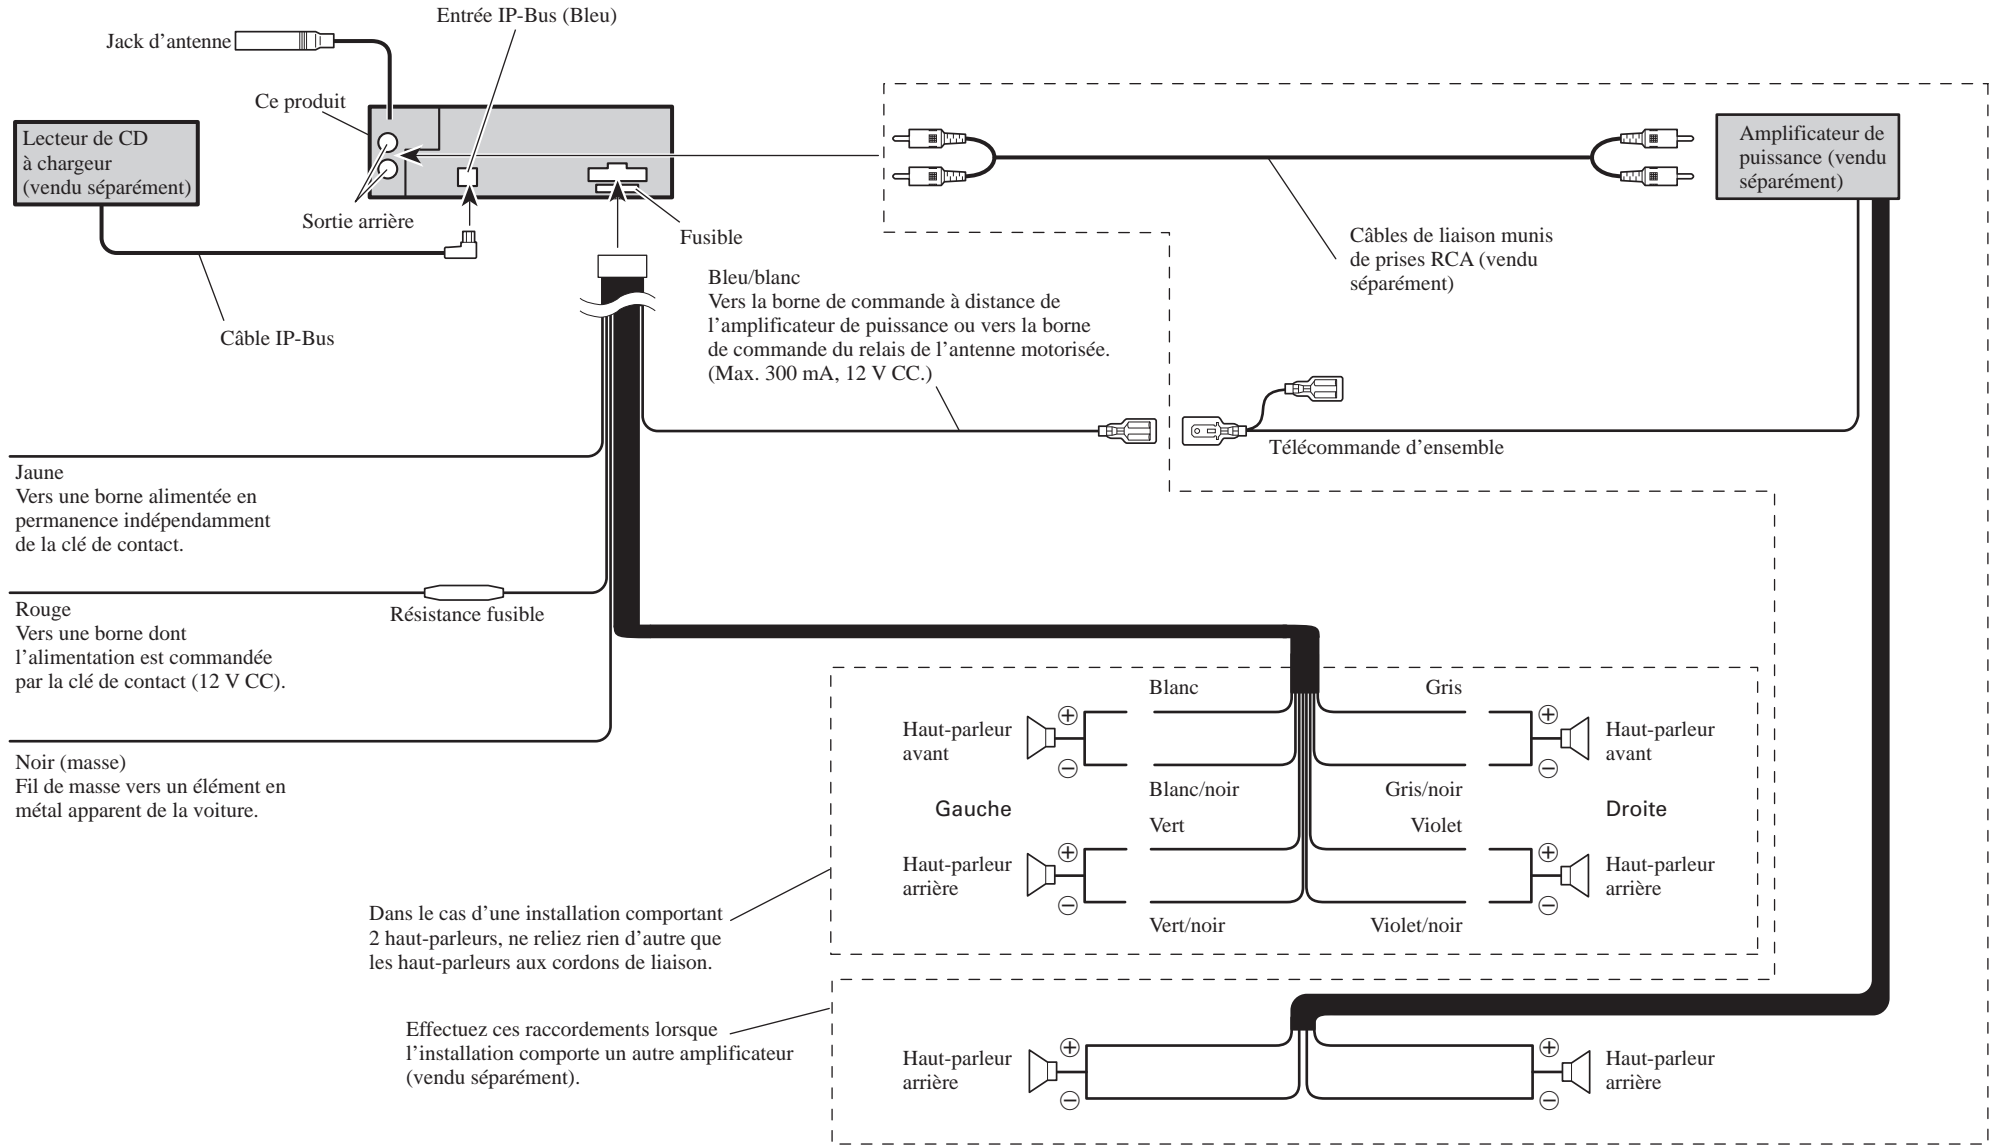 Entrée IP-Bus (Bleu)
Jack d’antenne
Ce produit
Lecteur de CD
à chargeur
(vendu séparément)
Sortie arrière
Fusible
Câble IP-Bus
Amplificateur de
puissance (vendu
séparément)
Câbles de liaison munis
de prises RCA (vendu
séparément)
Bleu/blanc
Vers la borne de commande à distance de
l’amplificateur de puissance ou vers la borne
de commande du relais de l’antenne motorisée.
(Max. 300 mA, 12 V CC.)
Télécommande d’ensemble
Jaune
Vers une borne alimentée en
permanence indépendamment
de la clé de contact.
Résistance fusible
Rouge
Vers une borne dont
l’alimentation est commandée
par la clé de contact (12 V CC).
Noir (masse)
Fil de masse vers un élément en
métal apparent de la voiture.
Blanc
Gris
Haut-parleur
avant
+
+
Haut-parleur
avant
−
−
Blanc/noir
Gris/noir
Gauche
Droite
Vert
Violet
Haut-parleur
arrière
+
+
Haut-parleur
arrière
−
−
Vert/noir
Violet/noir
Dans le cas d’une installation comportant
2 haut-parleurs, ne reliez rien d’autre que
les haut-parleurs aux cordons de liaison.
Effectuez ces raccordements lorsque
l’installation comporte un autre amplificateur
(vendu séparément).
Haut-parleur
arrière
+
+
Haut-parleur
arrière
−
−